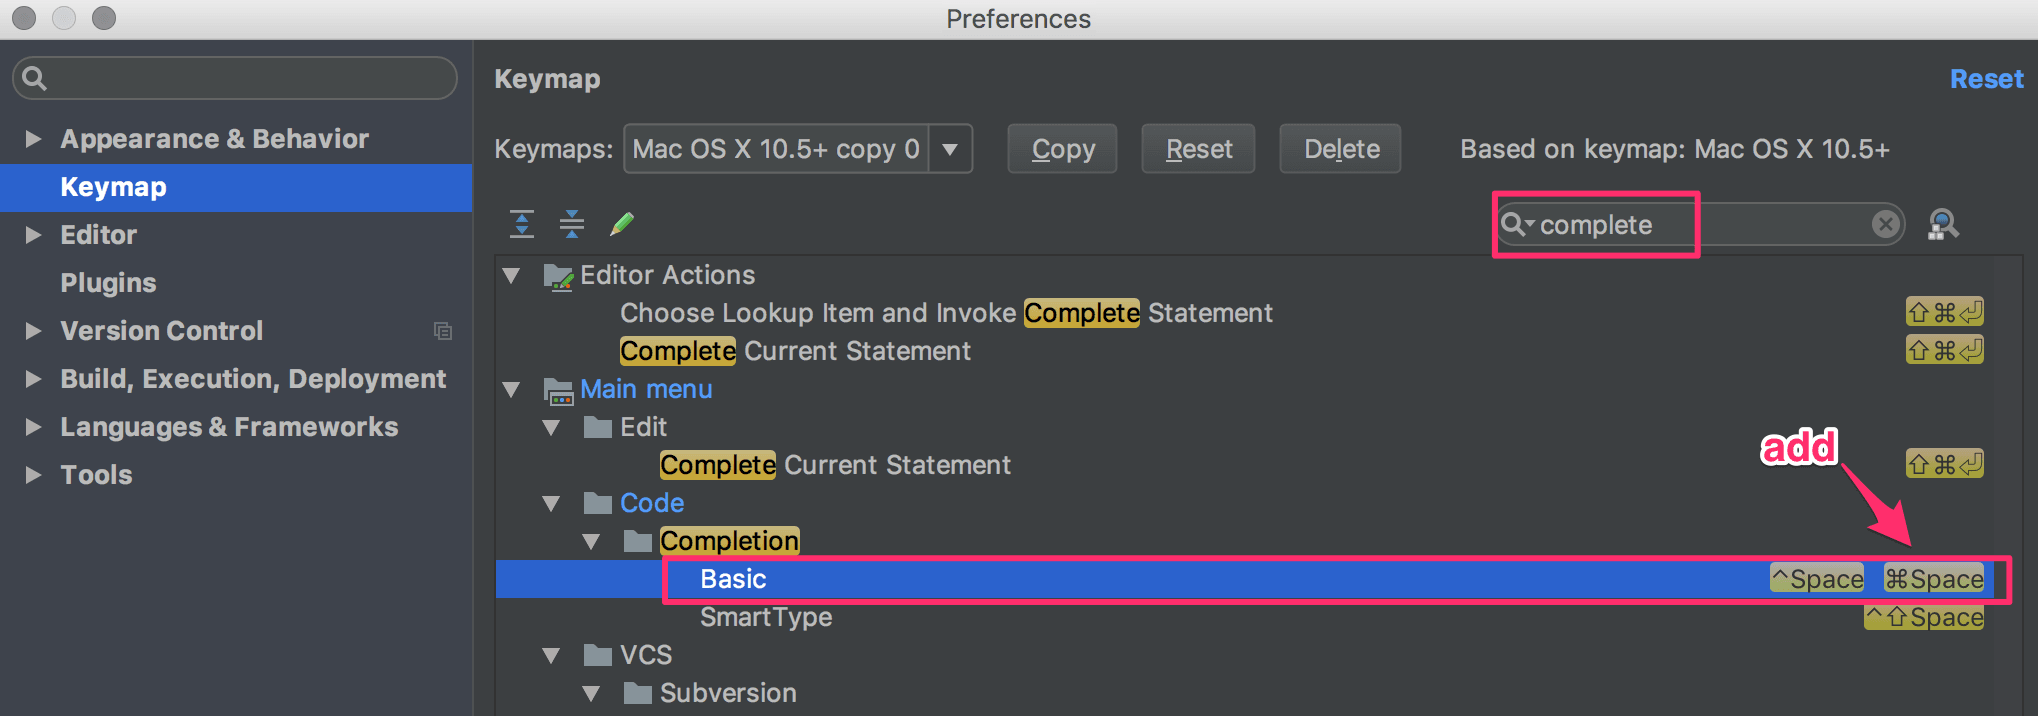 Preferences
Keymap
Reset
Appearance & Behavior
Keymap
Editor
Plugins
Version Control
Build, Execution, Deployment
Languages & Frameworks
Tools
Keymaps: Mac OS X 10.5+ copy 0 Copy Reset Delete Based on keymap: Mac OS X 10.5+
complete
Editor Actions
Choose Lookup Item and Invoke Complete Statement ⇧⌘⏎
Complete Current Statement ⇧⌘⏎
Main menu
Edit
Complete Current Statement ⇧⌘⏎
add
Code
Completion
Basic ^Space ⌘Space
SmartType ^⇧Space
VCS
Subversion